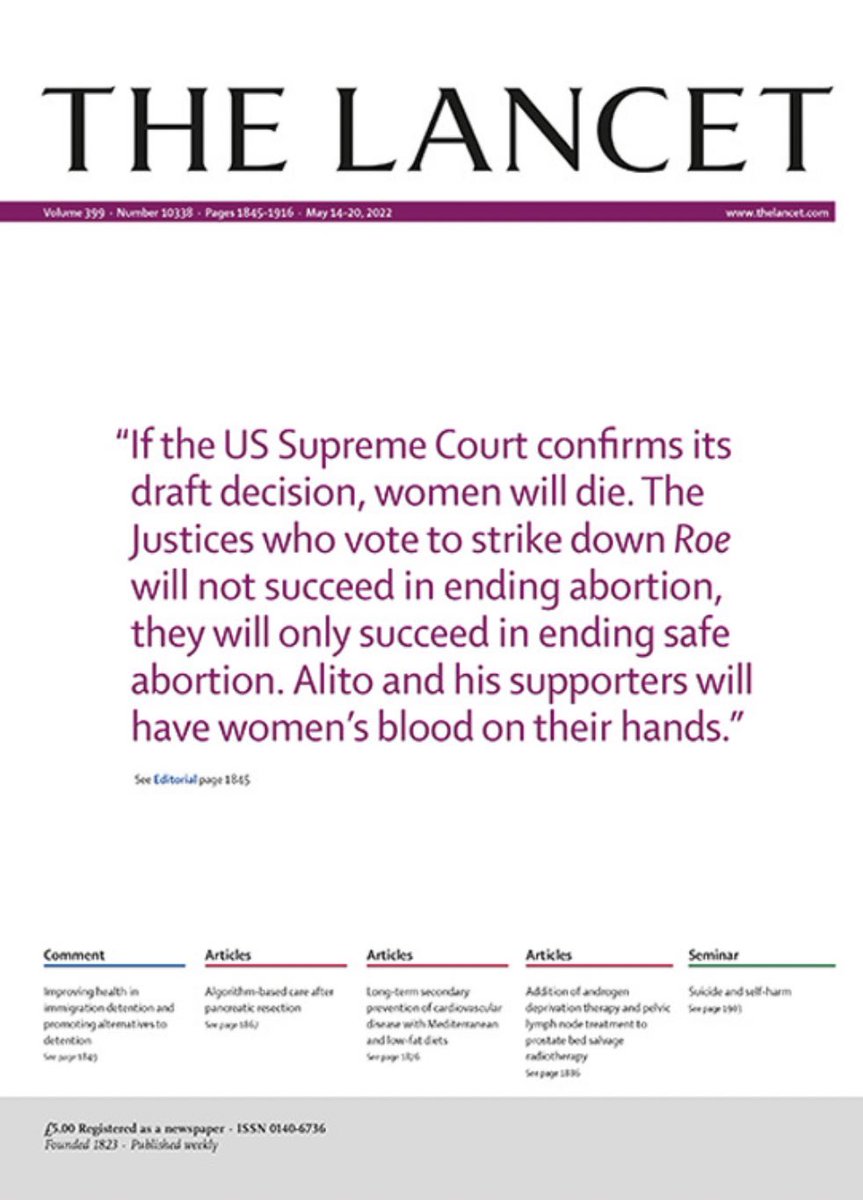 THE LANCET
Volume 399 · Number 10338 · Pages 1845-1916 · May 14-20, 2022
www.thelancet.com
“If the US Supreme Court confirms its
draft decision, women will die. The
Justices who vote to strike down Roe
will not succeed in ending abortion,
they will only succeed in ending safe
abortion. Alito and his supporters will
have women’s blood on their hands.”
See Editorial page 1845
Comment
Improving health in
immigration detention and
promoting alternatives to
detention
See page 1849
Articles
Algorithm-based care after
pancreatic resection
See page 1867
Articles
Long-term secondary
prevention of cardiovascular
disease with Mediterranean
and low-fat diets
See page 1876
Articles
Addition of androgen
deprivation therapy and pelvic
lymph node treatment to
prostate bed salvage
radiotherapy
See page 1886
Seminar
Suicide and self-harm
See page 1903
£5.00 Registered as a newspaper · ISSN 0140-6736
Founded 1823 · Published weekly